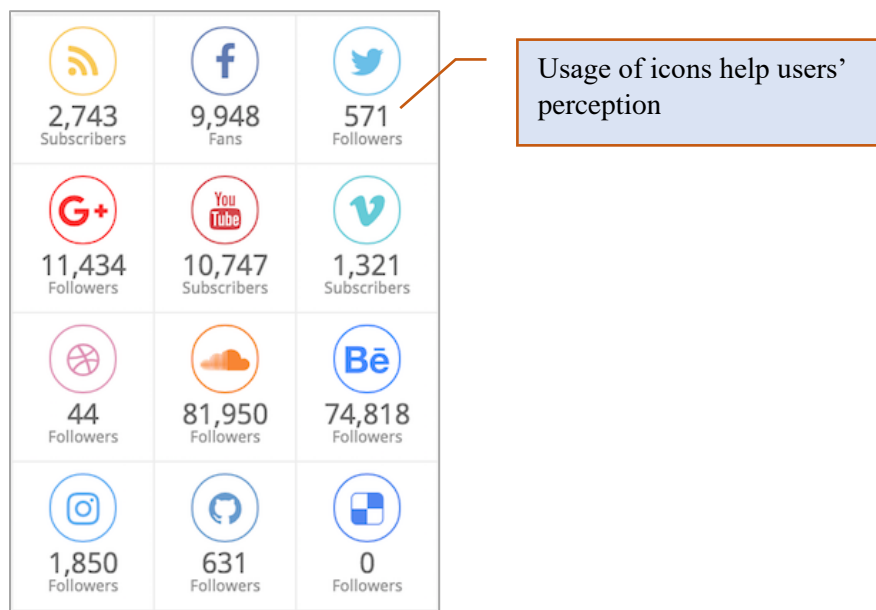 2,743 9,948 571
Subscribers Fans Followers
Usage of icons help users’
perception
G+ You Tube
11,434 10,747 1,321
Followers Subscribers Subscribers
Bē
44 81,950 74,818
Followers Followers Followers
1,850 631 0
Followers Followers Followers